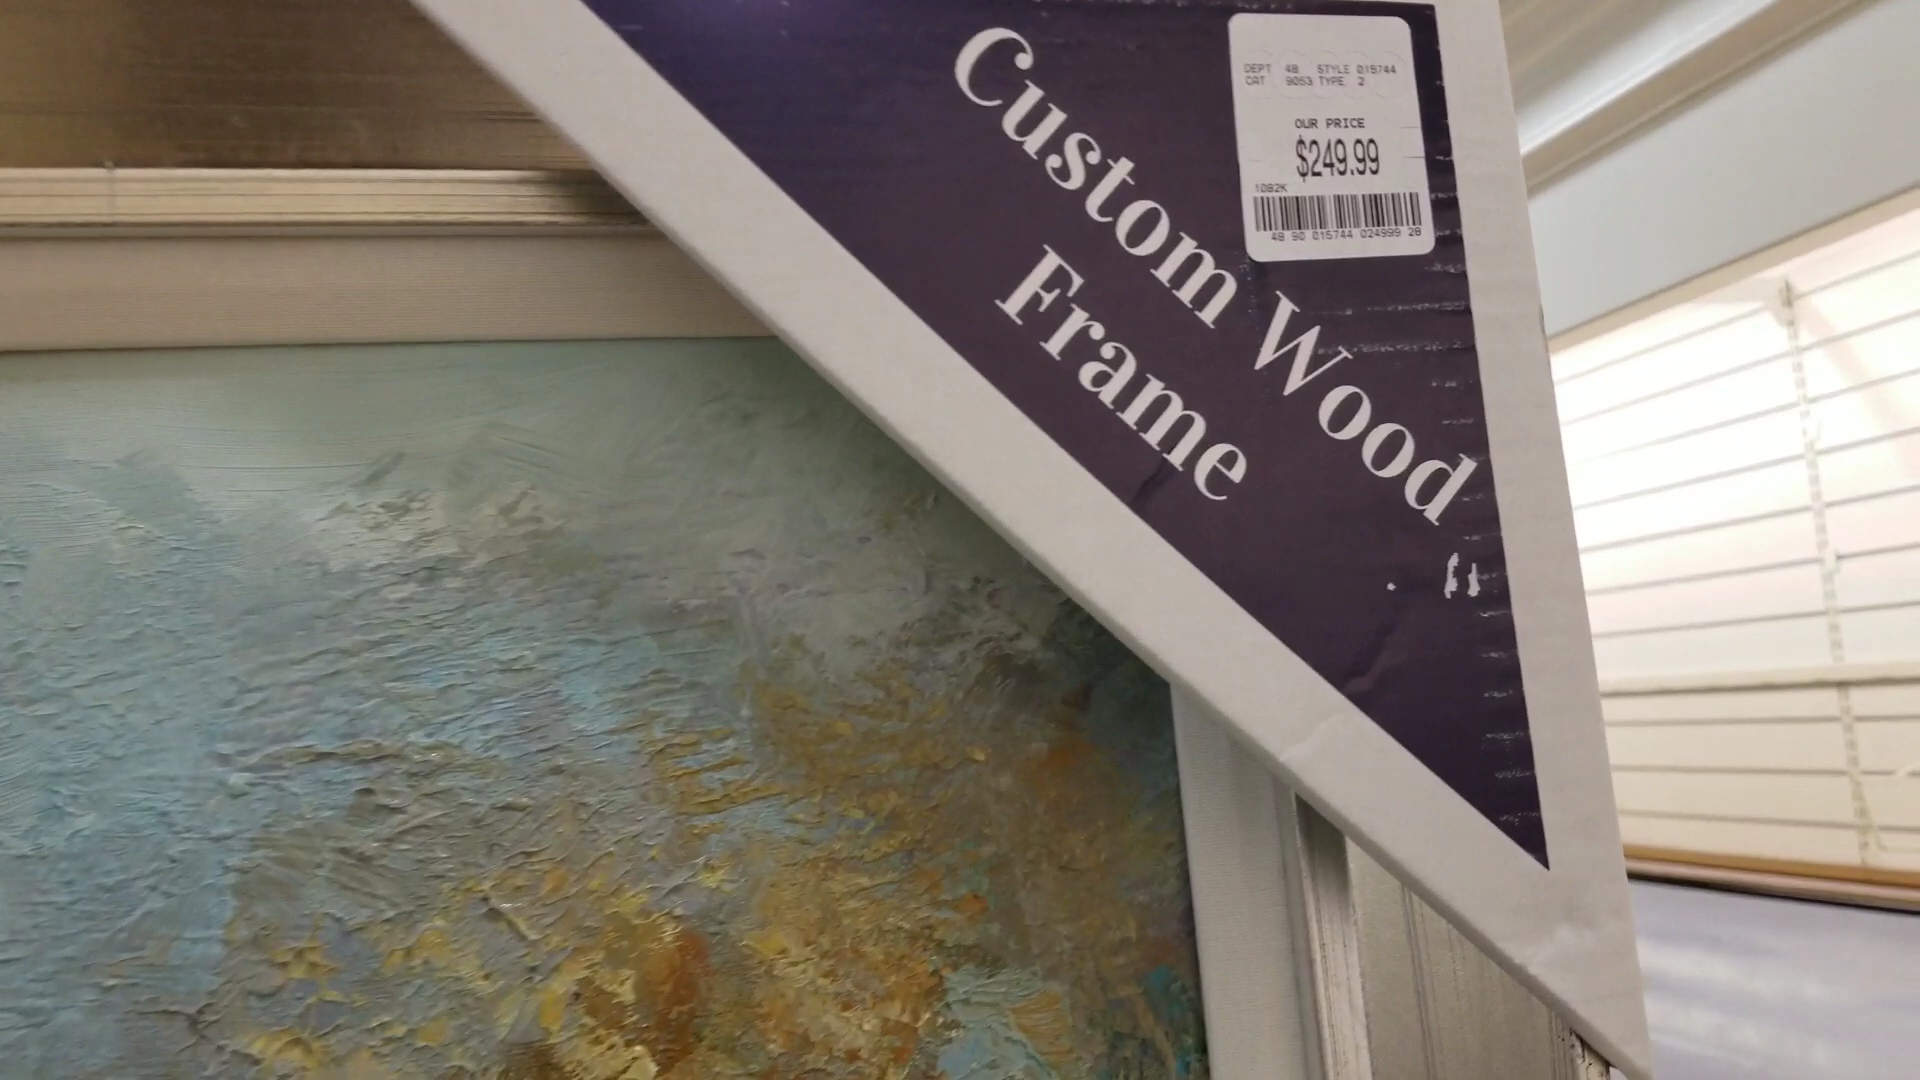 Custom Wood
Frame
DEPT 48 STYLE 015744
CAT 9053 TYPE 2
OUR PRICE
$249.99
1082K
48 90 015744 024999 28